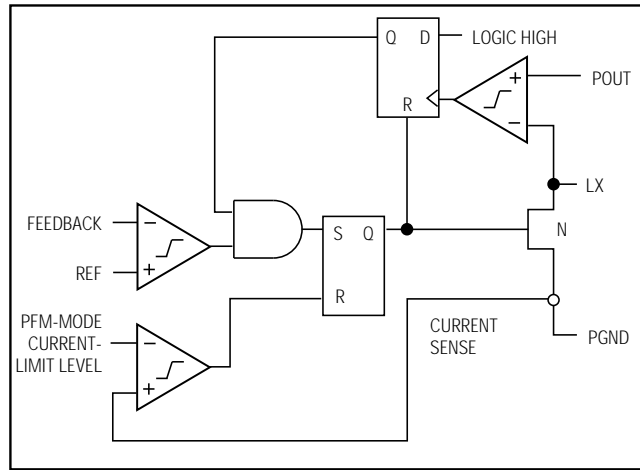 Q D LOGIC HIGH
R
+
−
POUT
LX
FEEDBACK
−
+
REF
S Q
R
N
PFM-MODE
CURRENT-
LIMIT LEVEL
−
+
CURRENT
SENSE
PGND